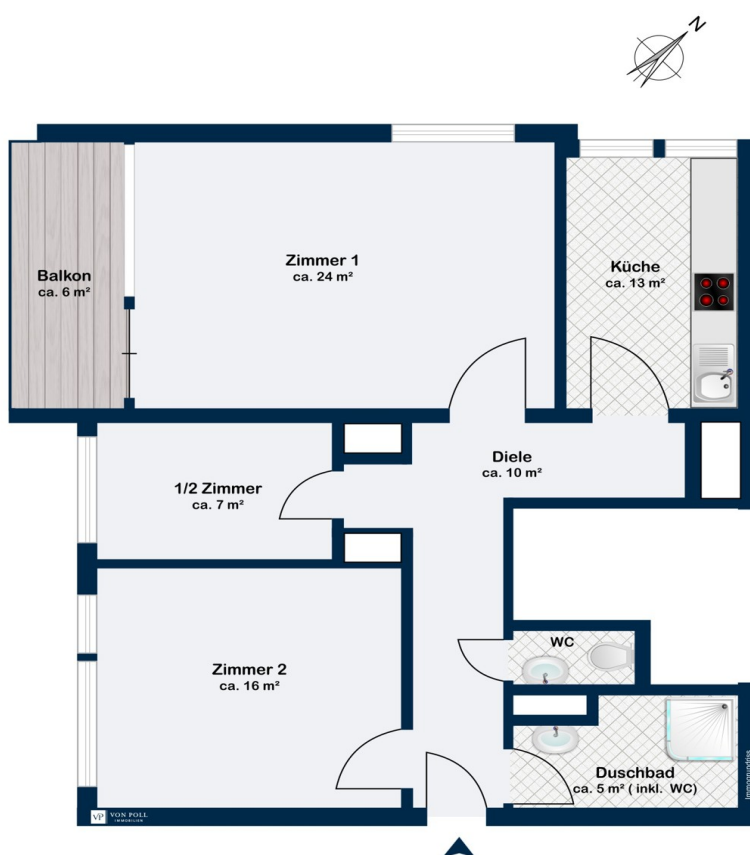 N
Zimmer 1
ca. 24 m²
Balkon
ca. 6 m²
Küche
ca. 13 m²
Diele
ca. 10 m²
1/2 Zimmer
ca. 7 m²
WC
Zimmer 2
ca. 16 m²
Duschbad
ca. 5 m² ( inkl. WC)
VP VON POLL
IMMOBILIEN